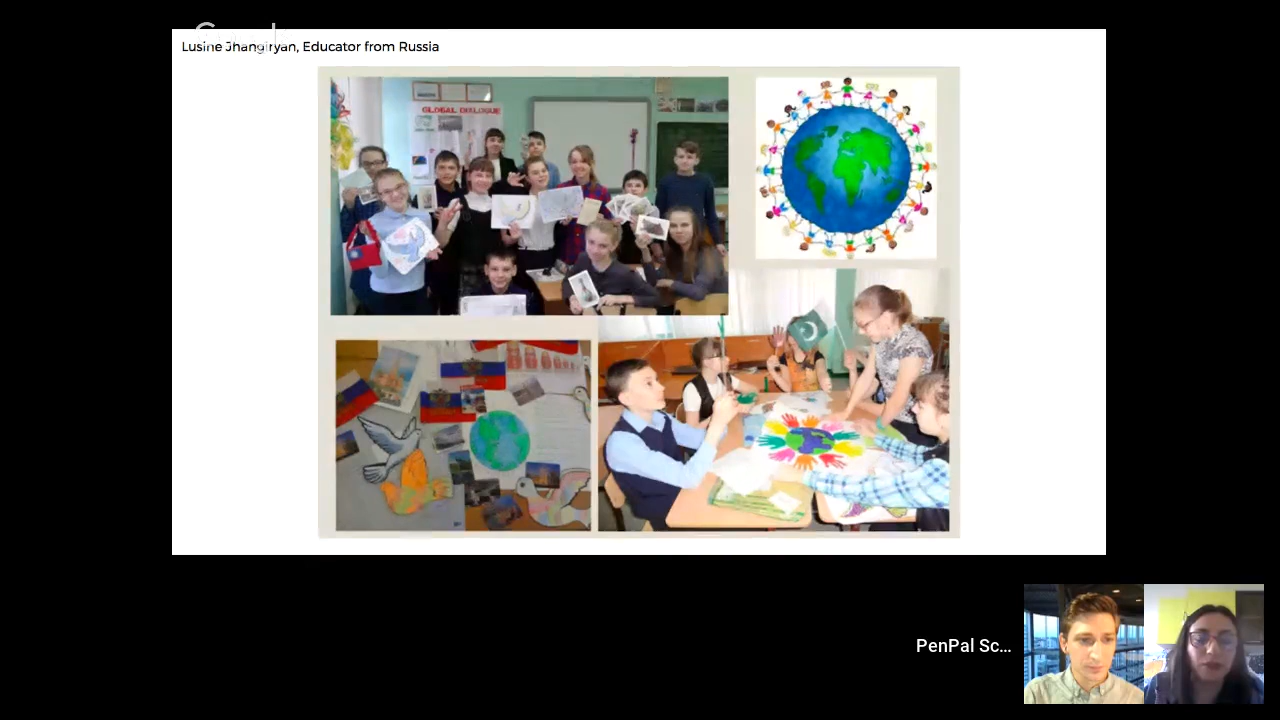 Lusine Jhangiryan, Educator from Russia
GLOBAL DIALOGUE
PenPal Sc...